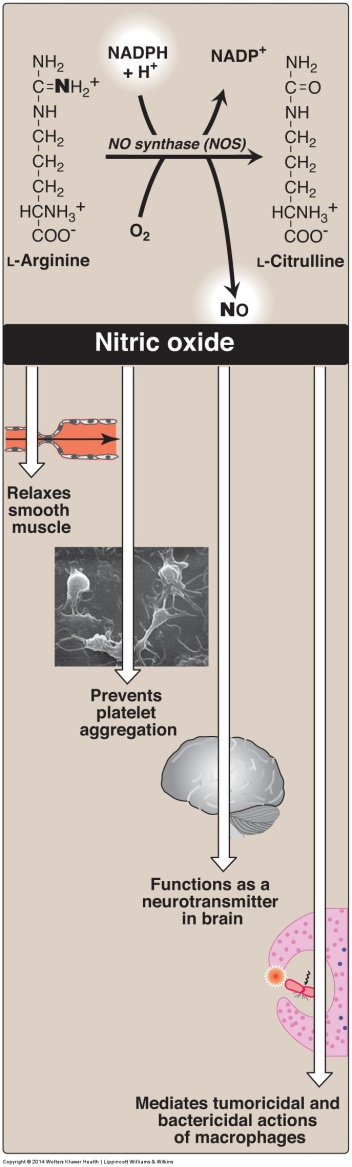 NADPH
+ H⁺
NADP⁺
NH₂
C=NH₂⁺
NH
CH₂
CH₂
CH₂
HCNH₃⁺
COO⁻
L-Arginine
NO synthase (NOS)
O₂
NH₂
C=O
NH
CH₂
CH₂
CH₂
HCNH₃⁺
COO⁻
L-Citrulline
NO
Nitric oxide
Relaxes
smooth
muscle
Prevents
platelet
aggregation
Functions as a
neurotransmitter
in brain
Mediates tumoricidal and
bactericidal actions
of macrophages
Copyright © 2014 Wolters Kluwer Health | Lippincott Williams & Wilkins